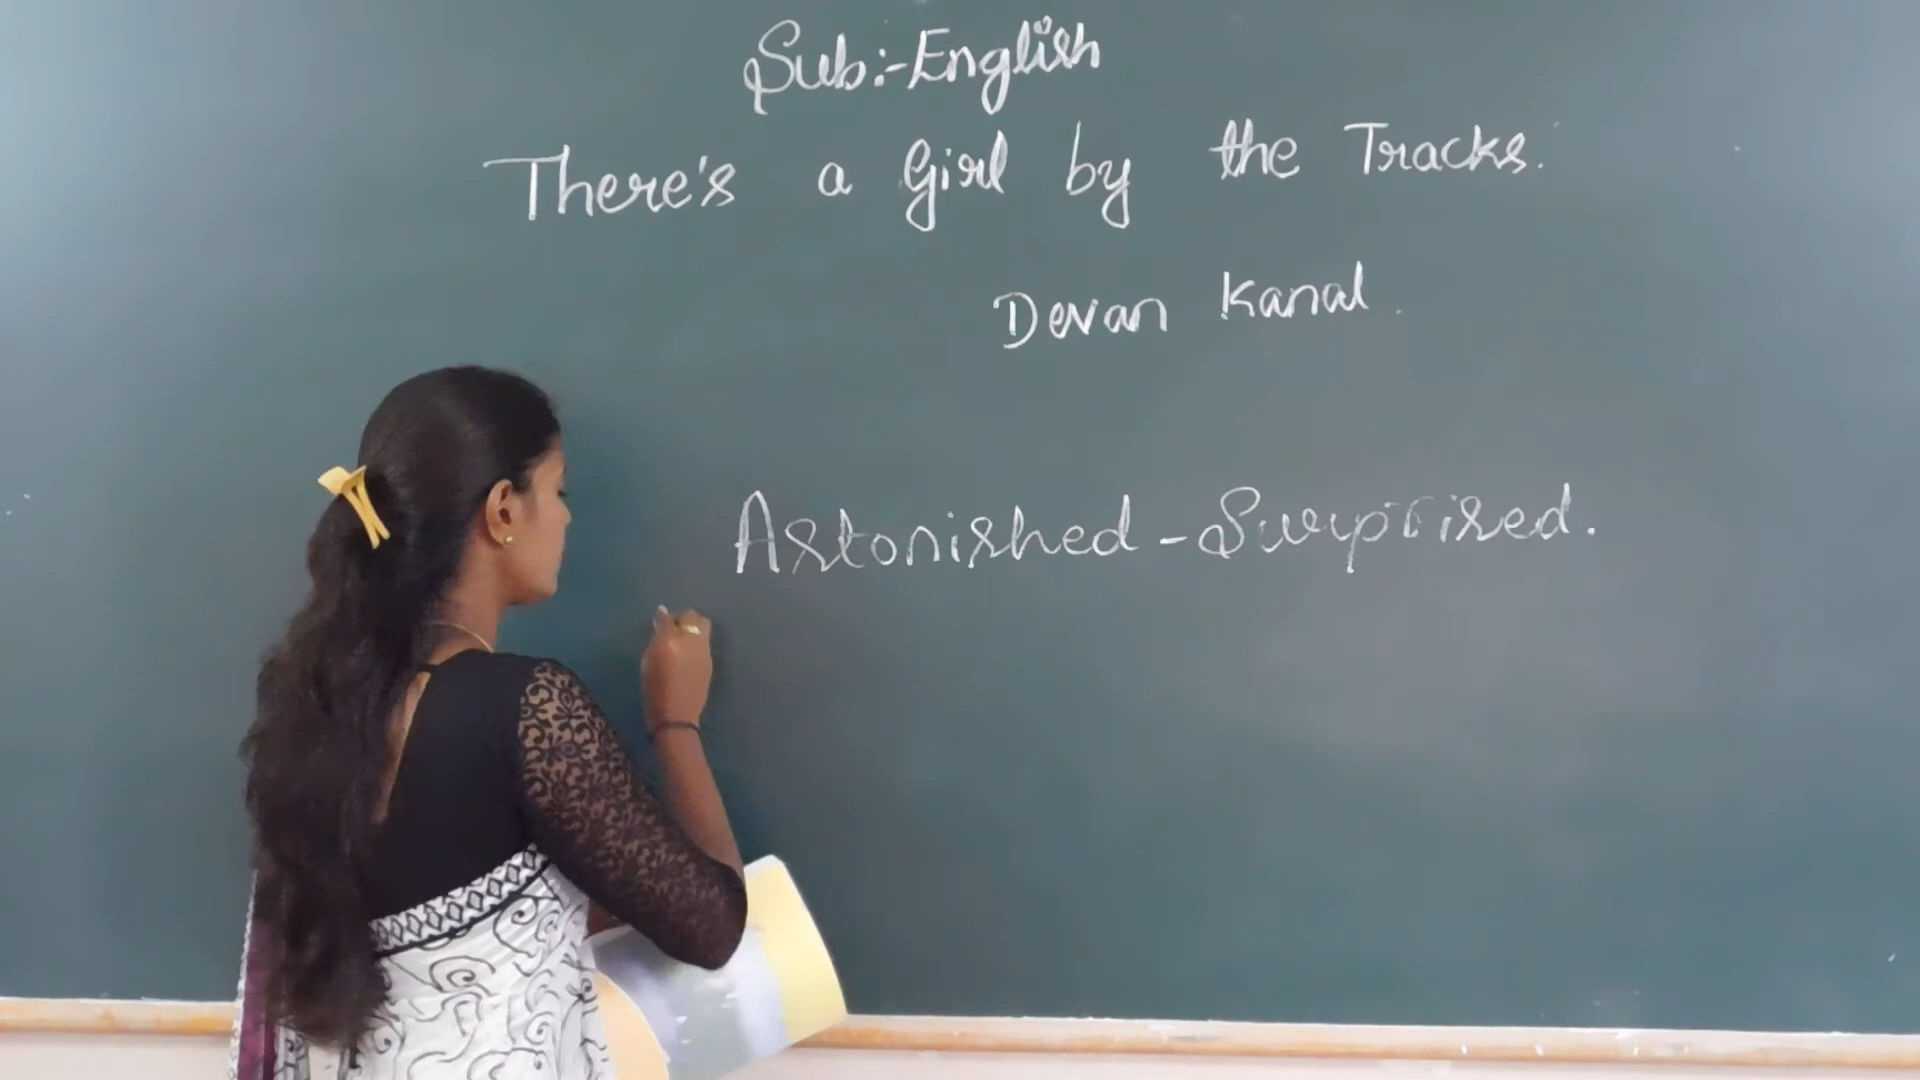 Sub:-English
There's a Girl by the Tracks.
Devan Kanal.
Astonished - Surprised.